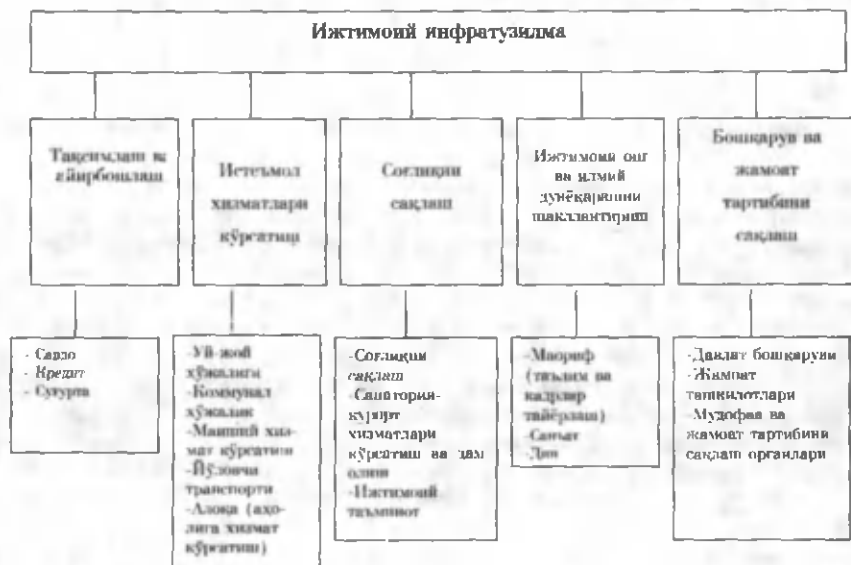 Ижтимоий инфратузилма
Тақсимлаш ва
айирбошлаш
Истеъмол
хизматлари
кўрсатиш
Соғлиқни
сақлаш
Ижтимоий онг
ва илмий
дунёқарашни
шакллантириш
Бошқарув ва
жамоат
тартибини
сақлаш
- Савдо
- Кредит
- Суғурта
-Уй-жой
хўжалиги
-Коммунал
хўжалик
-Маиший хиз-
мат кўрсатиш
-Йўловчи
транспорти
-Алоқа (аҳо-
лига хизмат
кўрсатиш)
-Соғлиқни
сақлаш
-Санатория-
курорт
хизматлари
кўрсатиш ва дам
олиш
-Ижтимоий
таъминот
-Маориф
(таълим ва
кадрлар
тайёрлаш)
-Санъат
-Дин
-Давлат бошқаруви
-Жамоат
ташкилотлари
-Мудофаа ва
жамоат тартибини
сақлаш органлари